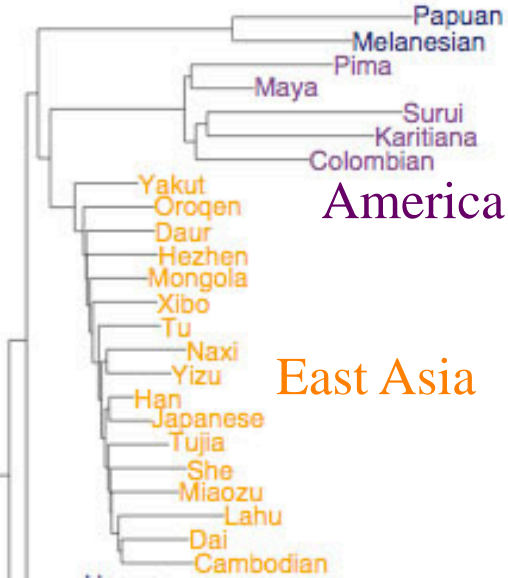 Papuan
Melanesian
Pima
Maya
Surui
Karitiana
Colombian
Yakut
America
Oroqen
Daur
Hezhen
Mongola
Xibo
Tu
Naxi
East Asia
Yizu
Han
Japanese
Tujia
She
Miaozu
Lahu
Dai
Cambodian